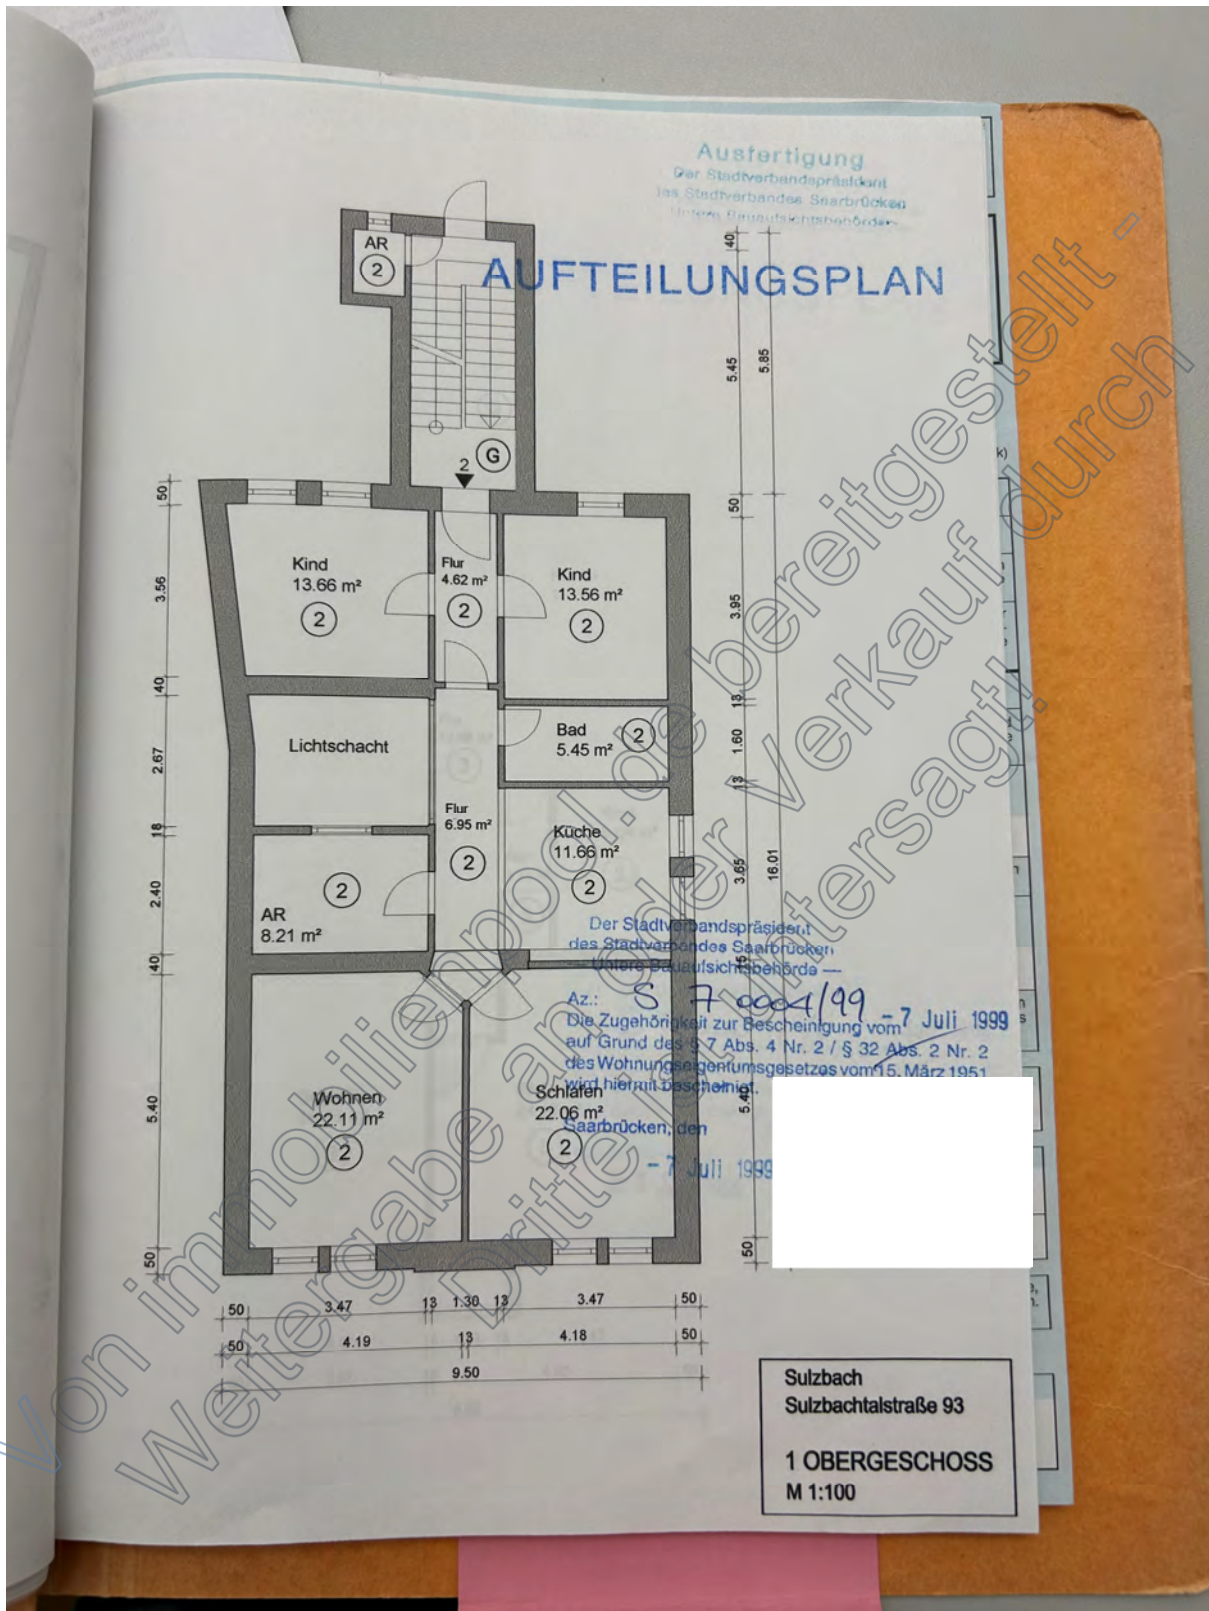 Ausfertigung
Der Stadtverbandspräsident
des Stadtverbandes Saarbrücken
Untere Bauaufsichtsbehörde
AUFTEILUNGSPLAN
AR
2
40
5.45
5.85
G
2
50
50
Kind
13.66 m²
2
Flur
4.62 m²
2
Kind
13.56 m²
2
3.56
3.95
40
13
Lichtschacht
Bad
5.45 m²
2
2.67
1.60
13
18
Flur
6.95 m²
2
Küche
11.66 m²
2
3.65
16.01
2.40
AR
8.21 m²
2
40
15
Der Stadtverbandspräsident
des Stadtverbandes Saarbrücken
— Untere Bauaufsichtsbehörde —
Az.: S 7 0004/99
Die Zugehörigkeit zur Bescheinigung vom - 7 Juli 1999
auf Grund des § 7 Abs. 4 Nr. 2 / § 32 Abs. 2 Nr. 2
des Wohnungseigentumsgesetzes vom 15. März 1951
wird hiermit bescheinigt.
Saarbrücken, den
- 7 Juli 1999
Wohnen
22.11 m²
2
Schlafen
22.06 m²
2
5.40
5.40
50
50
50 3.47 13 1.30 13 3.47 50
50 4.19 13 4.18 50
9.50
Sulzbach
Sulzbachtalstraße 93
1 OBERGESCHOSS
M 1:100
Von immobilienpool.de bereitgestellt -
Weitergabe an oder Verkauf durch
Dritte ist untersagt!